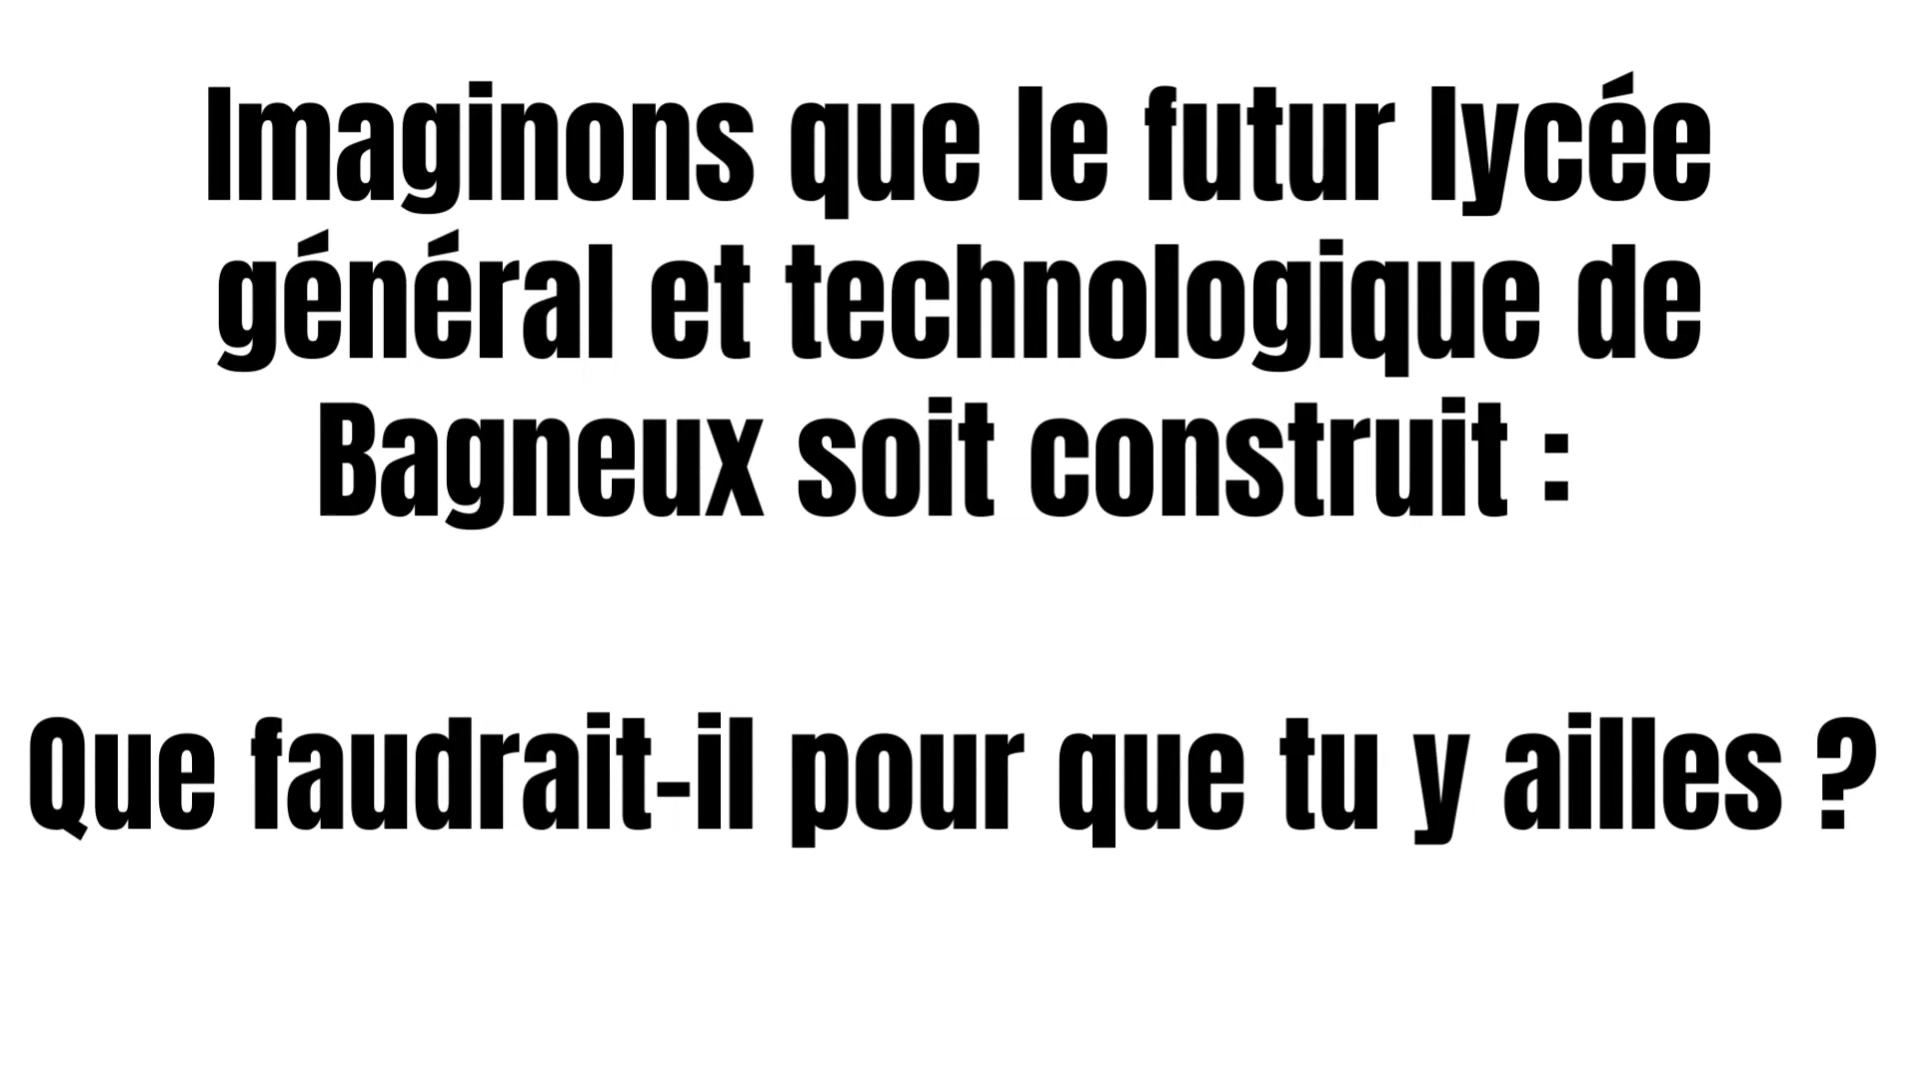 Imaginons que le futur lycée
général et technologique de
Bagneux soit construit :
Que faudrait-il pour que tu y ailles ?